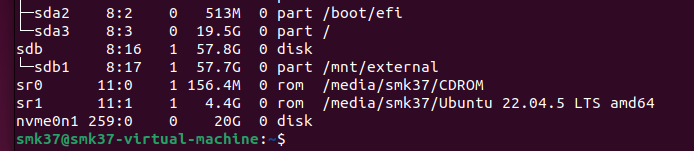 ├─sda2 8:2 0 513M 0 part /boot/efi
└─sda3 8:3 0 19.5G 0 part /
sdb 8:16 1 57.8G 0 disk
└─sdb1 8:17 1 57.7G 0 part /mnt/external
sr0 11:0 1 156.4M 0 rom /media/smk37/CDROM
sr1 11:1 1 4.4G 0 rom /media/smk37/Ubuntu 22.04.5 LTS amd64
nvme0n1 259:0 0 20G 0 disk
smk37@smk37-virtual-machine:~$